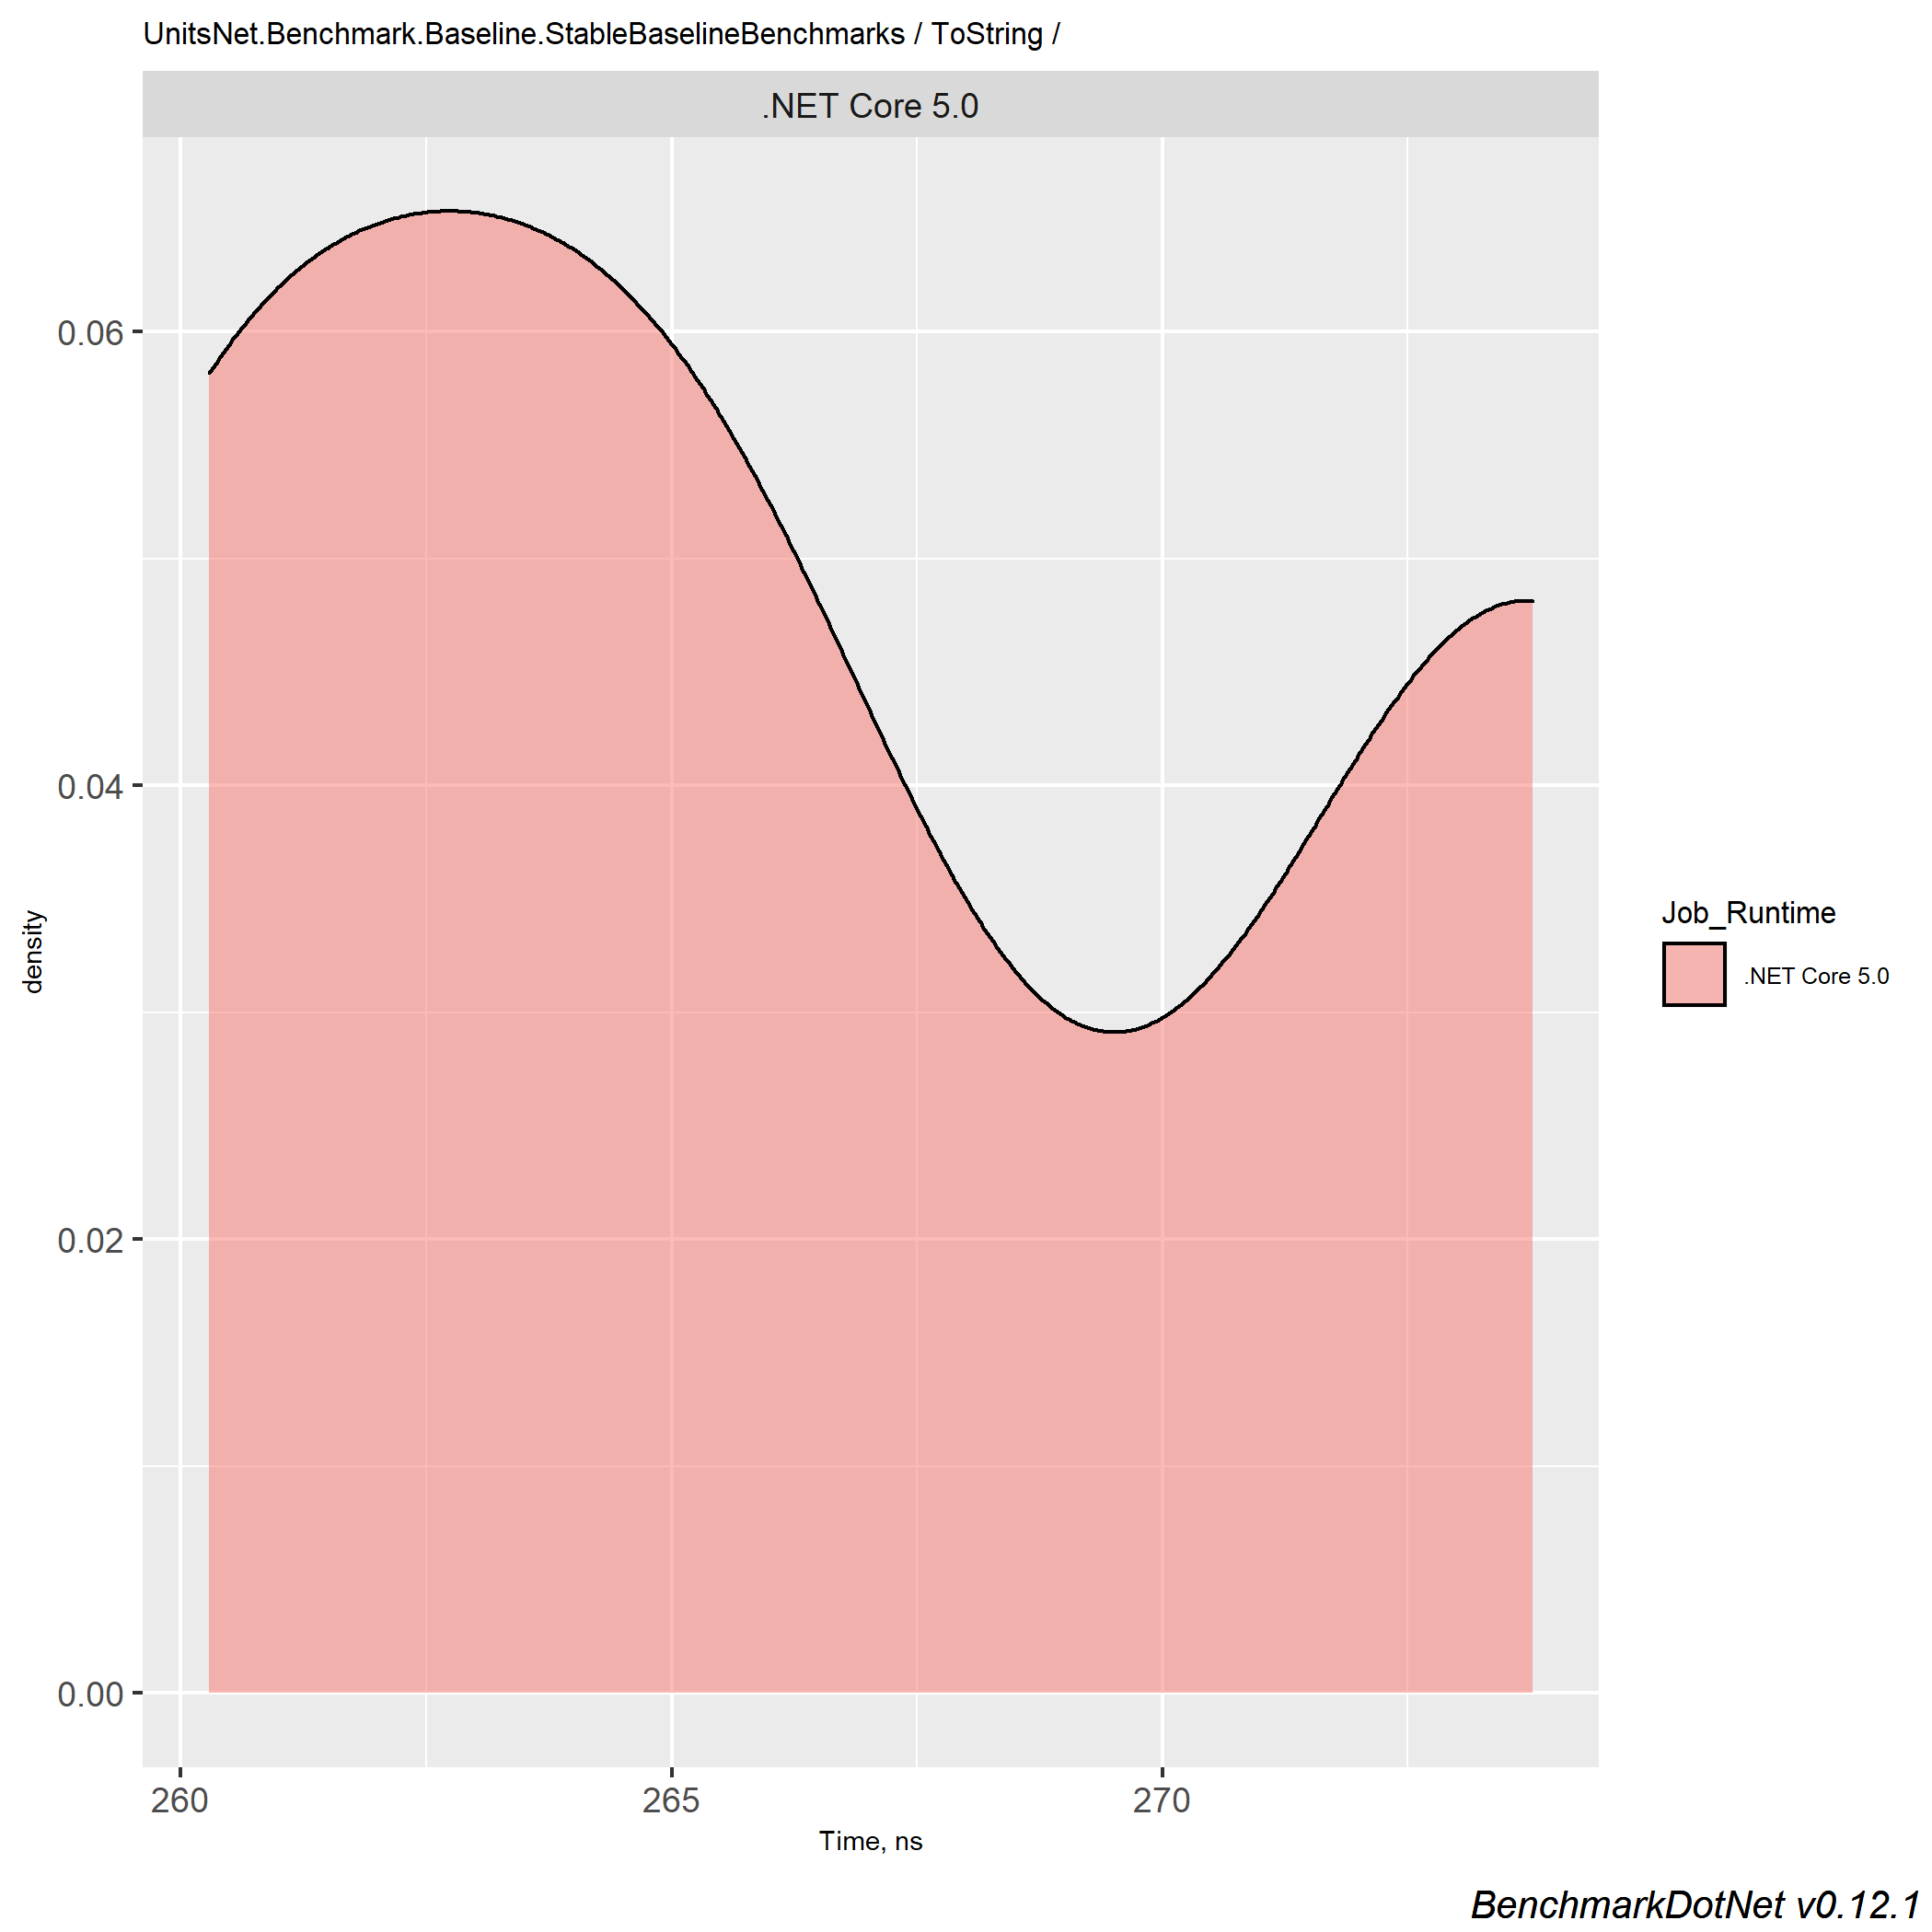 UnitsNet.Benchmark.Baseline.StableBaselineBenchmarks / ToString /
.NET Core 5.0
0.06
0.04
0.02
0.00
density
260 265 270
Time, ns
Job_Runtime
.NET Core 5.0
BenchmarkDotNet v0.12.1